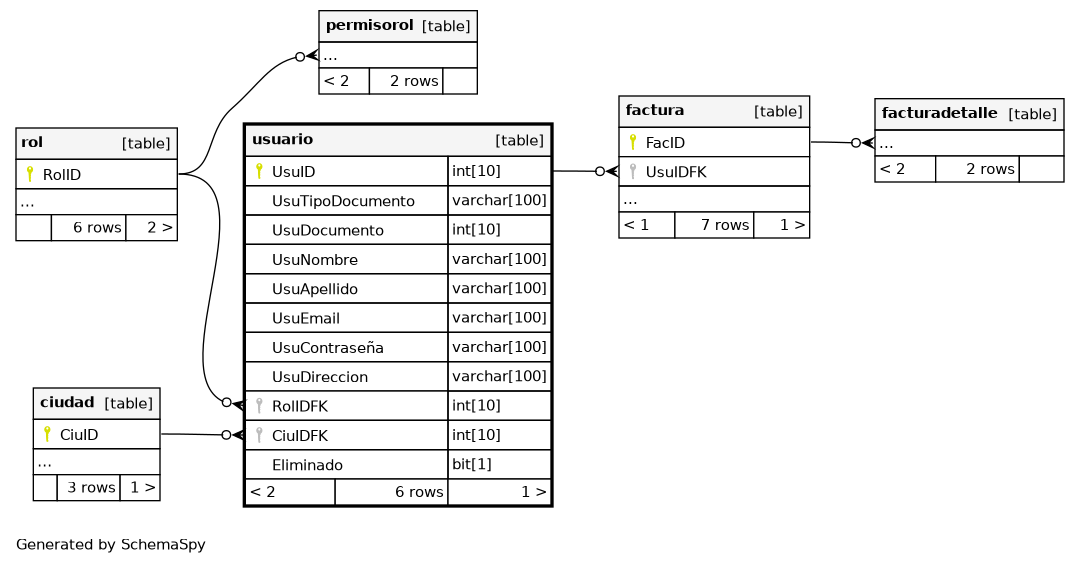 permisorol [table]
...
< 2 2 rows
rol [table]
RolID
...
6 rows 2 >
usuario [table]
UsuID int[10]
UsuTipoDocumento varchar[100]
UsuDocumento int[10]
UsuNombre varchar[100]
UsuApellido varchar[100]
UsuEmail varchar[100]
UsuContraseña varchar[100]
UsuDireccion varchar[100]
RolIDFK int[10]
CiuIDFK int[10]
Eliminado bit[1]
< 2 6 rows 1 >
factura [table]
FacID
UsuIDFK
...
< 1 7 rows 1 >
facturadetalle [table]
...
< 2 2 rows
ciudad [table]
CiuID
...
3 rows 1 >
Generated by SchemaSpy